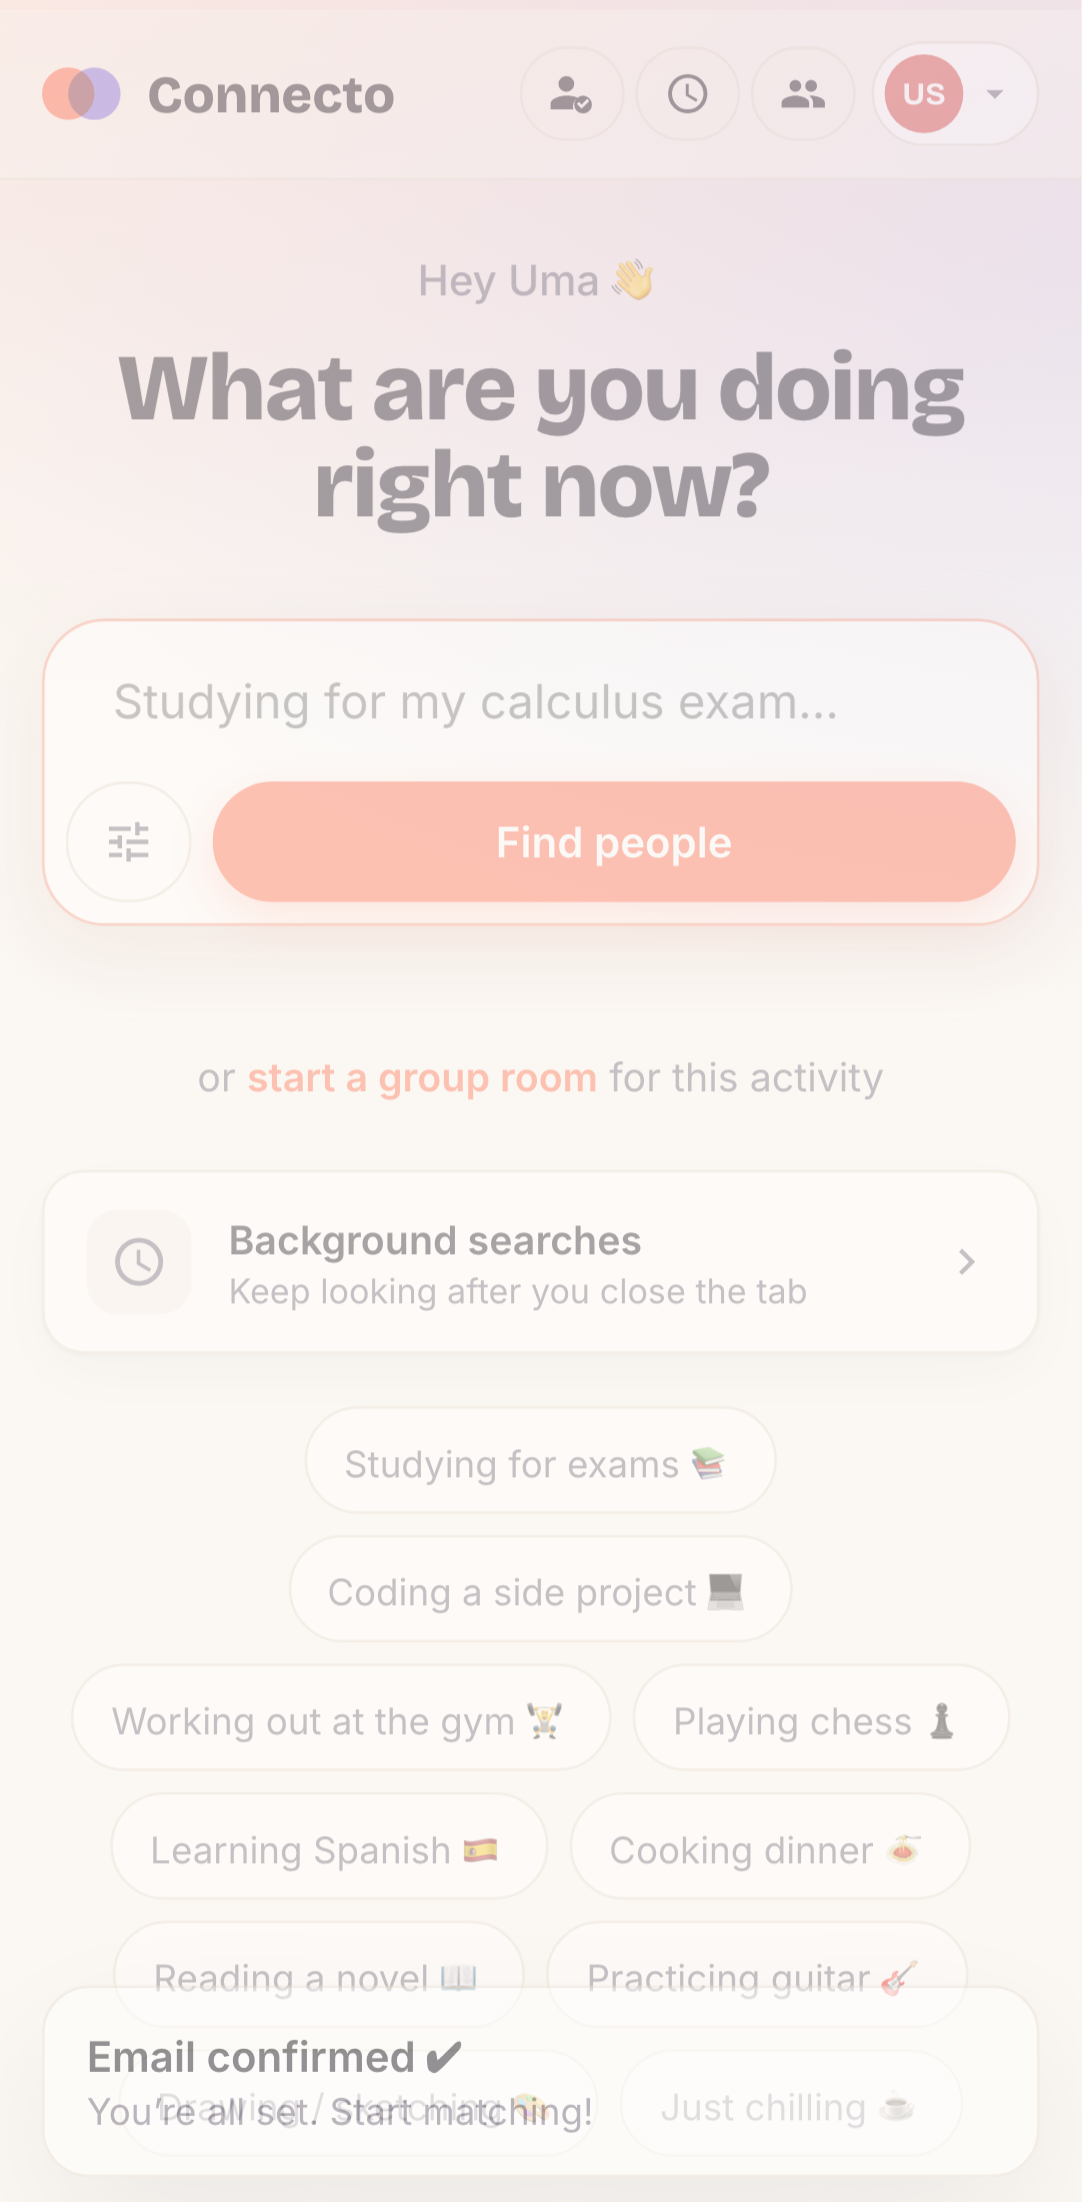 Connecto
US
Hey Uma 👋
What are you doing
right now?
Studying for my calculus exam...
Find people
or start a group room for this activity
Background searches
Keep looking after you close the tab
Studying for exams 📚
Coding a side project 💻
Working out at the gym 🏋️
Playing chess ♟️
Learning Spanish 🇪🇸
Cooking dinner 🍝
Reading a novel 📖
Practicing guitar 🎸
Drawing / sketching 🎨
Just chilling ☕
Email confirmed ✔
You're all set. Start matching!